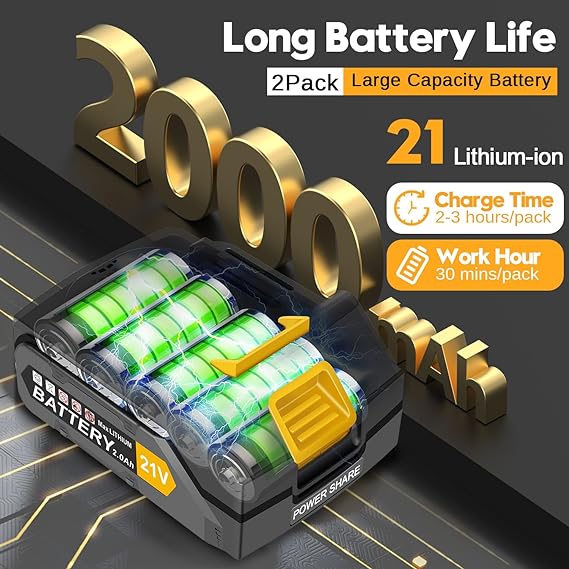 Long Battery Life
2Pack Large Capacity Battery
2000mAh
21 Lithium-ion
Charge Time
2-3 hours/pack
Work Hour
30 mins/pack
Max LITHIUM
BATTERY 2.0Ah
21V
POWER SHARE